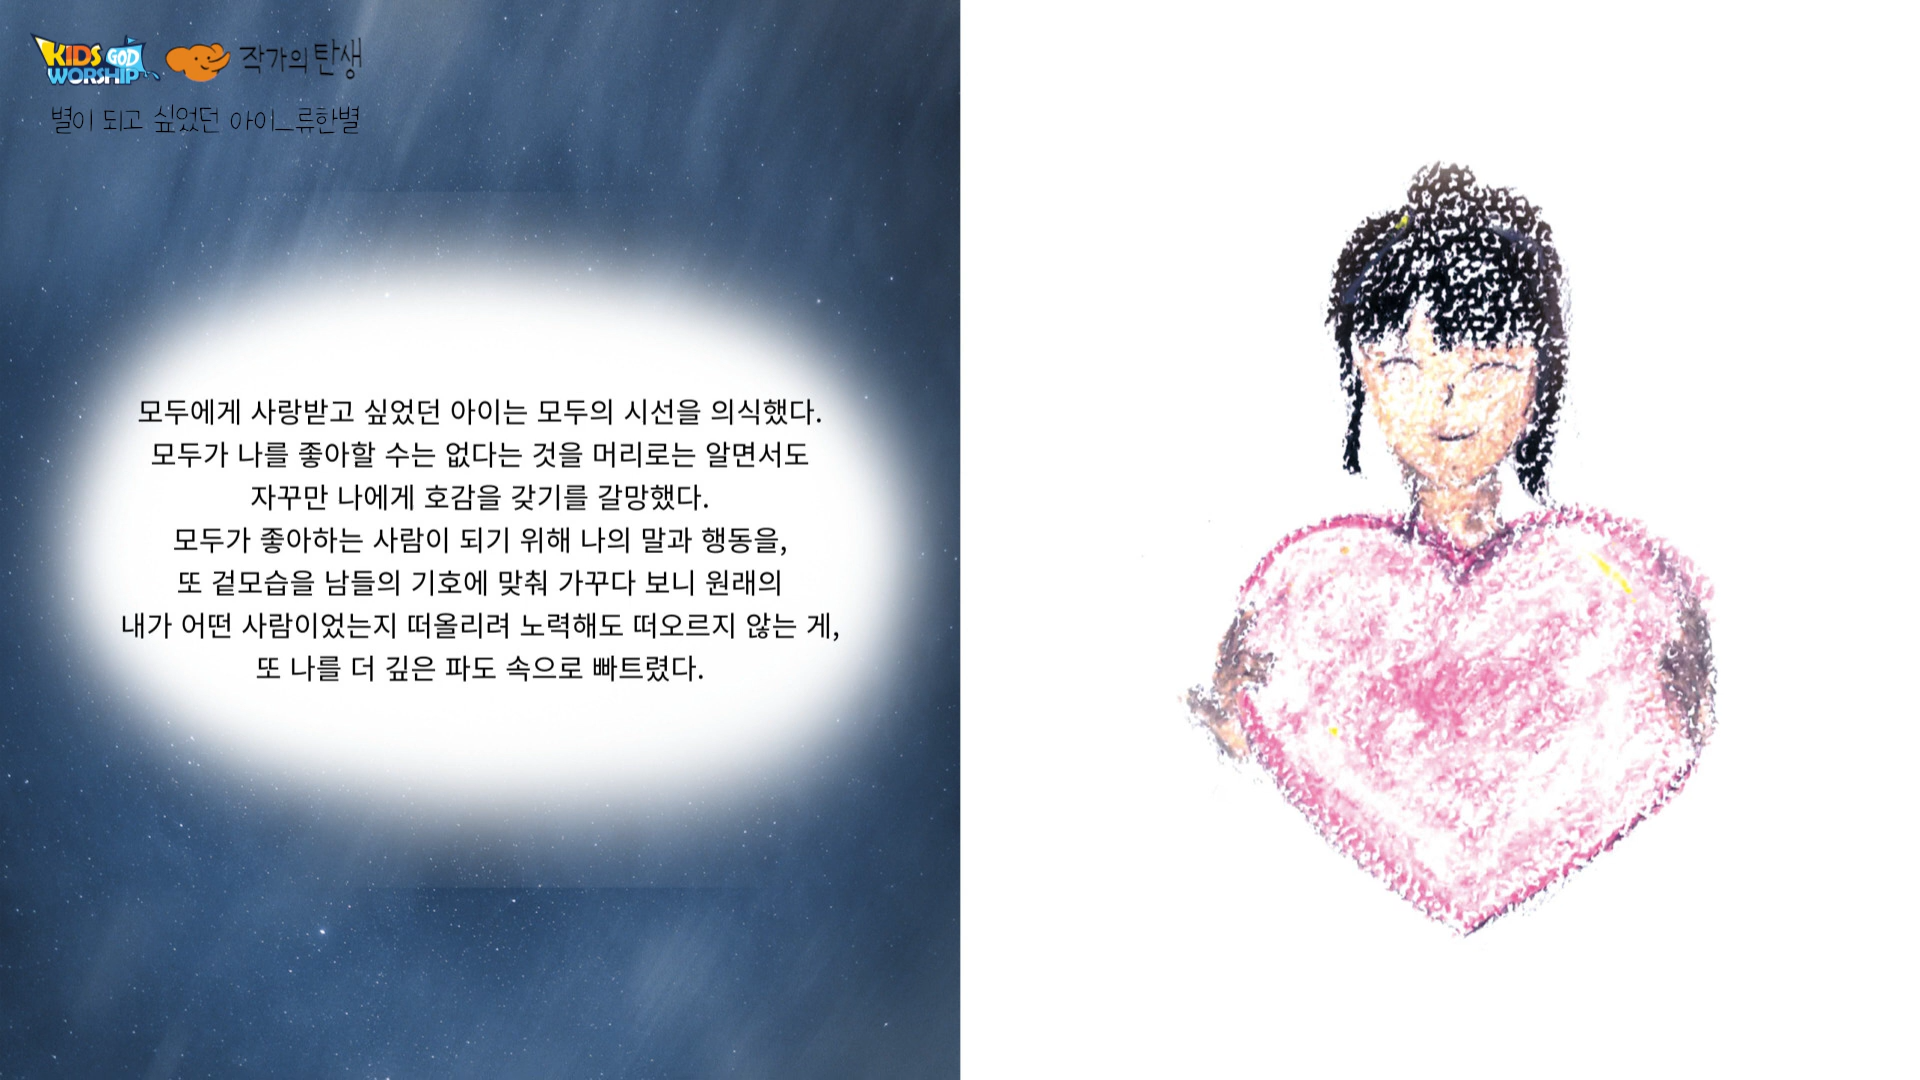 KIDS GOD
WORSHIP
작가의 탄생
별이 되고 싶었던 아이_류한별
모두에게 사랑받고 싶었던 아이는 모두의 시선을 의식했다.
모두가 나를 좋아할 수는 없다는 것을 머리로는 알면서도
자꾸만 나에게 호감을 갖기를 갈망했다.
모두가 좋아하는 사람이 되기 위해 나의 말과 행동을,
또 겉모습을 남들의 기호에 맞춰 가꾸다 보니 원래의
내가 어떤 사람이었는지 떠올리려 노력해도 떠오르지 않는 게,
또 나를 더 깊은 파도 속으로 빠트렸다.